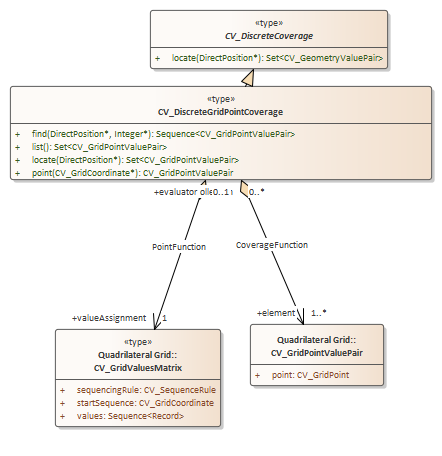 «type»
CV_DiscreteCoverage
+ locate(DirectPosition*): Set<CV_GeometryValuePair>
«type»
CV_DiscreteGridPointCoverage
+ find(DirectPosition*, Integer*): Sequence<CV_GridPointValuePair>
+ list(): Set<CV_GridPointValuePair>
+ locate(DirectPosition*): Set<CV_GridPointValuePair>
+ point(CV_GridCoordinate*): CV_GridPointValuePair
+evaluator 0..1 0..*
PointFunction
CoverageFunction
+valueAssignment 1
+element 1..*
«type»
Quadrilateral Grid::
CV_GridValuesMatrix
+ sequencingRule: CV_SequenceRule
+ startSequence: CV_GridCoordinate
+ values: Sequence<Record>
Quadrilateral Grid::
CV_GridPointValuePair
+ point: CV_GridPoint